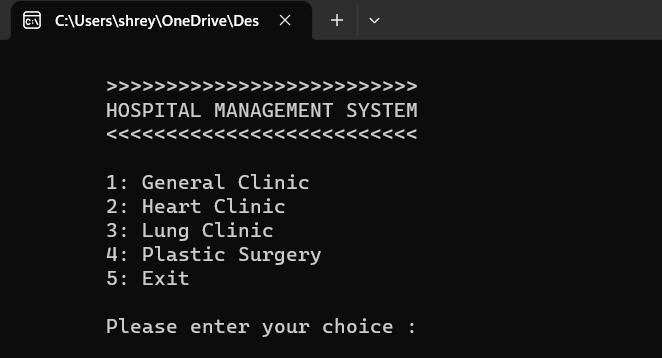 C:\Users\shrey\OneDrive\Des
>>>>>>>>>>>>>>>>>>>>>>>>>>
HOSPITAL MANAGEMENT SYSTEM
<<<<<<<<<<<<<<<<<<<<<<<<<<
1: General Clinic
2: Heart Clinic
3: Lung Clinic
4: Plastic Surgery
5: Exit
Please enter your choice :